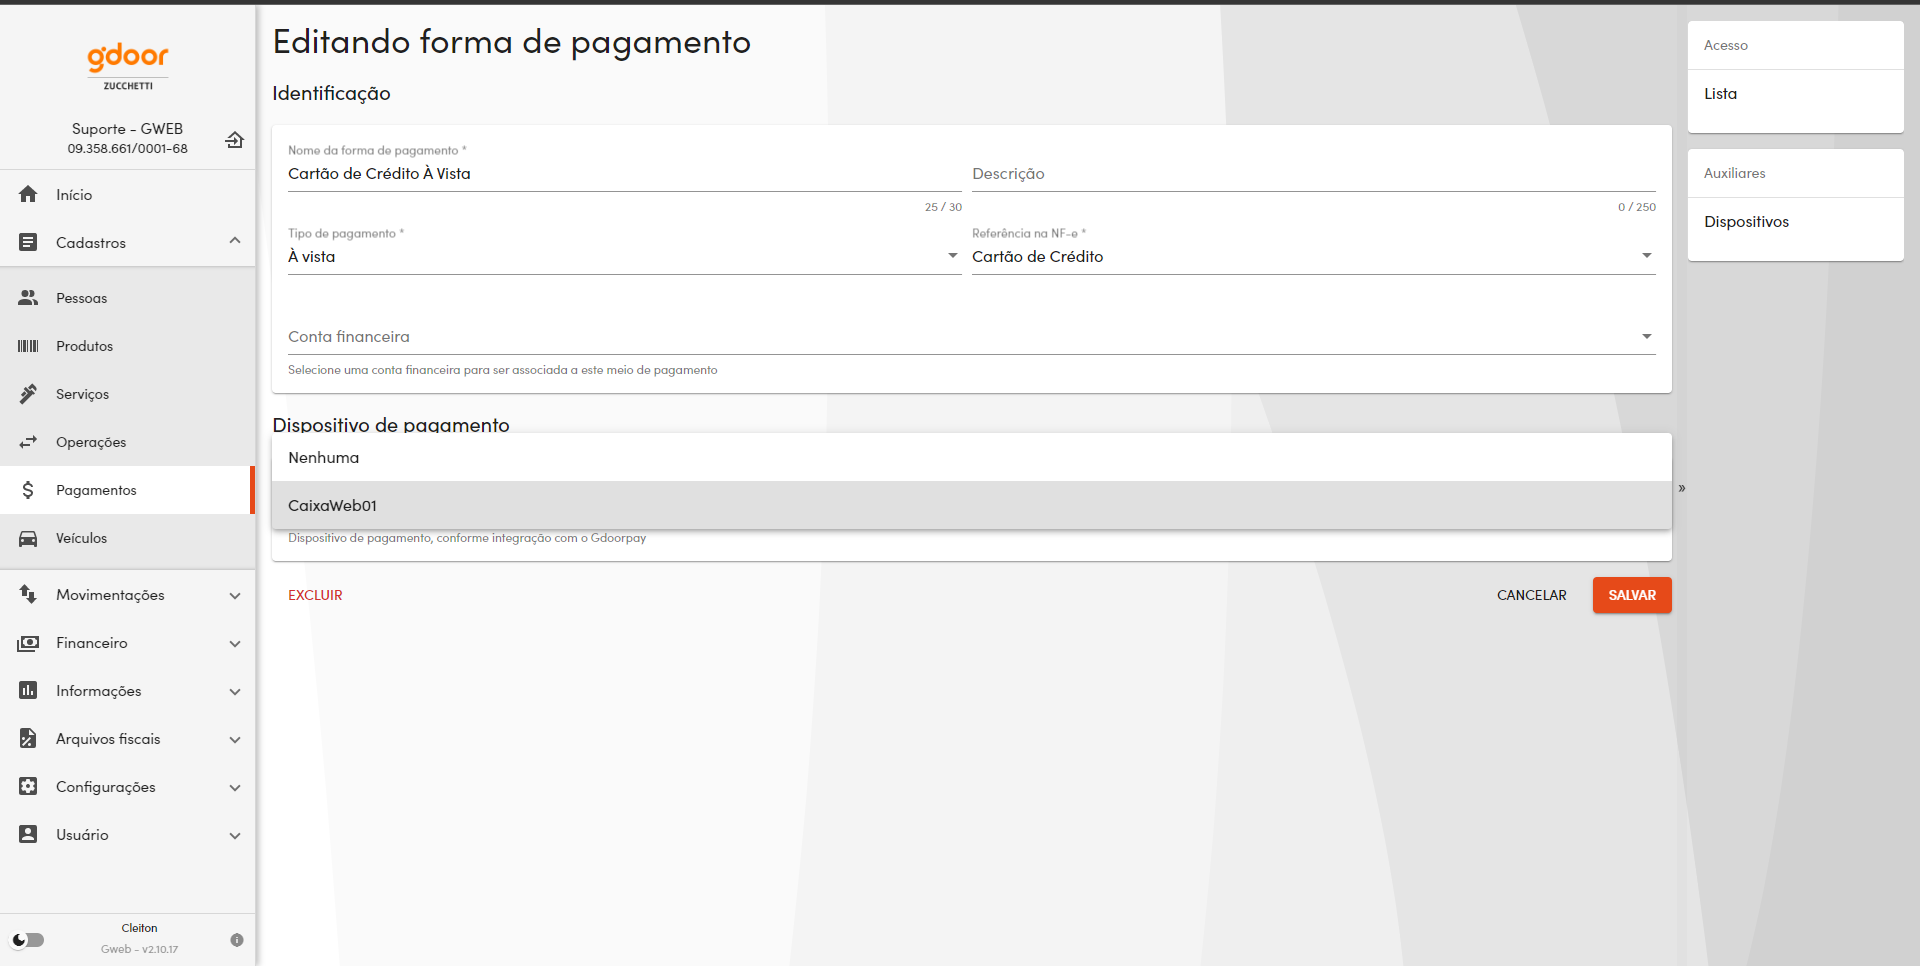 gdoor
ZUCCHETTI
Suporte - GWEB
09.358.661/0001-68
Início
Cadastros
Pessoas
Produtos
Serviços
Operações
Pagamentos
Veículos
Movimentações
Financeiro
Informações
Arquivos fiscais
Configurações
Usuário
Cleiton
Gweb - v2.10.17
Editando forma de pagamento
Identificação
Nome da forma de pagamento *
Cartão de Crédito À Vista
25 / 30
Descrição
0 / 250
Tipo de pagamento *
À vista
Referência na NF-e *
Cartão de Crédito
Conta financeira
Selecione uma conta financeira para ser associada a este meio de pagamento
Dispositivo de pagamento
Nenhuma
CaixaWeb01
Dispositivo de pagamento, conforme integração com o Gdoorpay
EXCLUIR
CANCELAR
SALVAR
»
Acesso
Lista
Auxiliares
Dispositivos